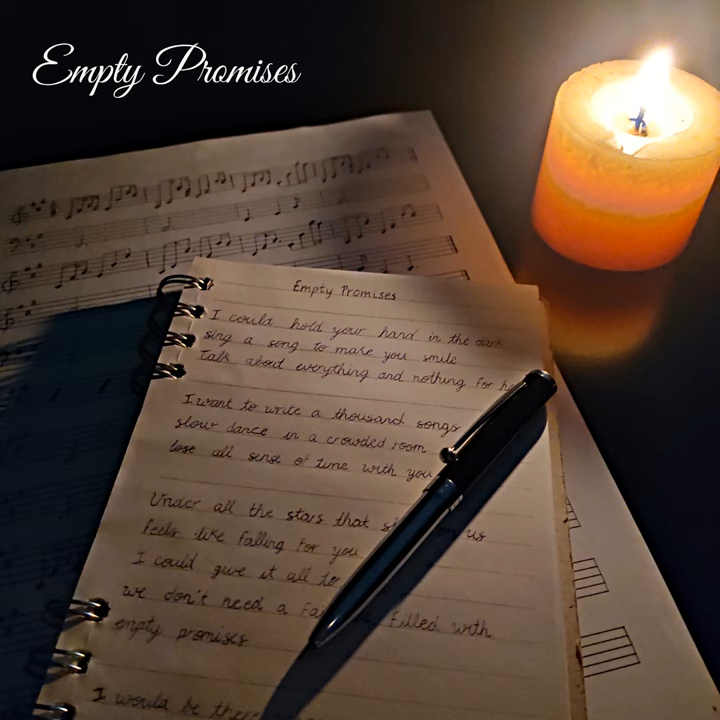 Empty Promises
Empty Promises
I could hold your hand in the dark
sing a song to make you smile
Talk about everything and nothing for
I want to write a thousand songs
slow dance in a crowded room
lose all sense of time with you
Under all the stars that us
feels like falling for you
I could give it all to
we don't need a filled with
empty promises
I would be there